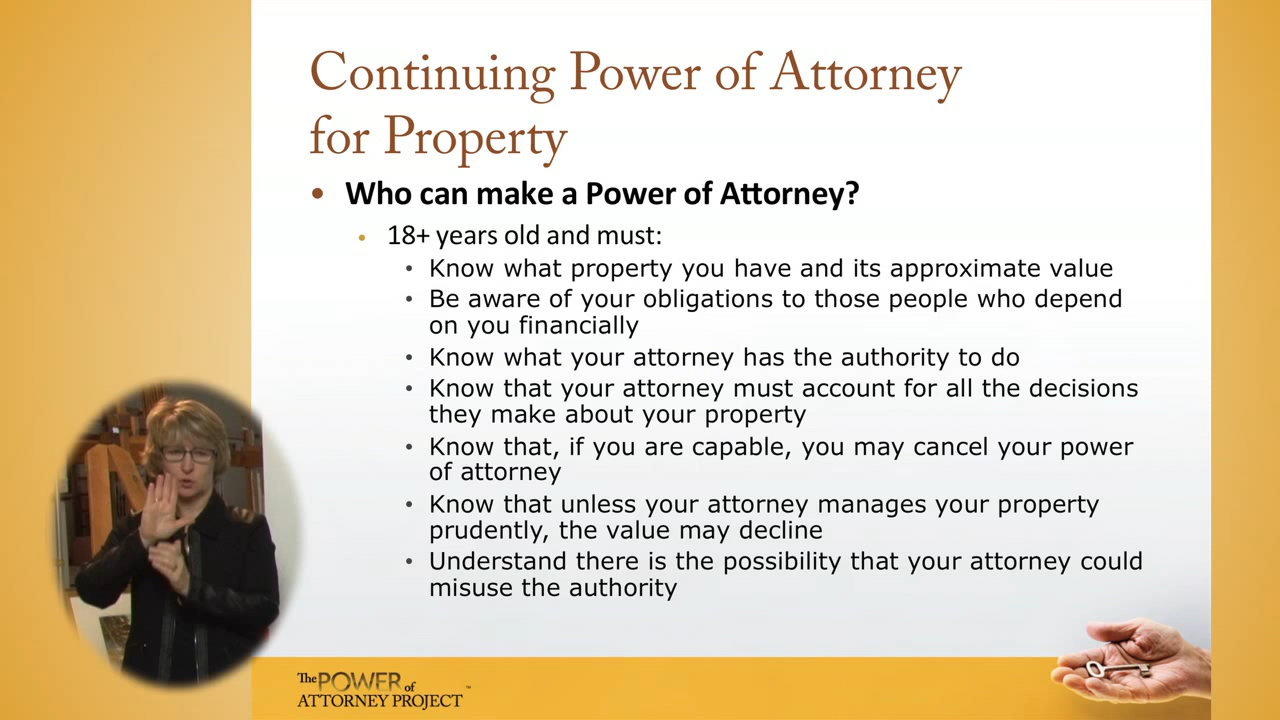 Continuing Power of Attorney
for Property
• Who can make a Power of Attorney?
• 18+ years old and must:
• Know what property you have and its approximate value
• Be aware of your obligations to those people who depend
on you financially
• Know what your attorney has the authority to do
• Know that your attorney must account for all the decisions
they make about your property
• Know that, if you are capable, you may cancel your power
of attorney
• Know that unless your attorney manages your property
prudently, the value may decline
• Understand there is the possibility that your attorney could
misuse the authority
The POWER of
ATTORNEY PROJECT™